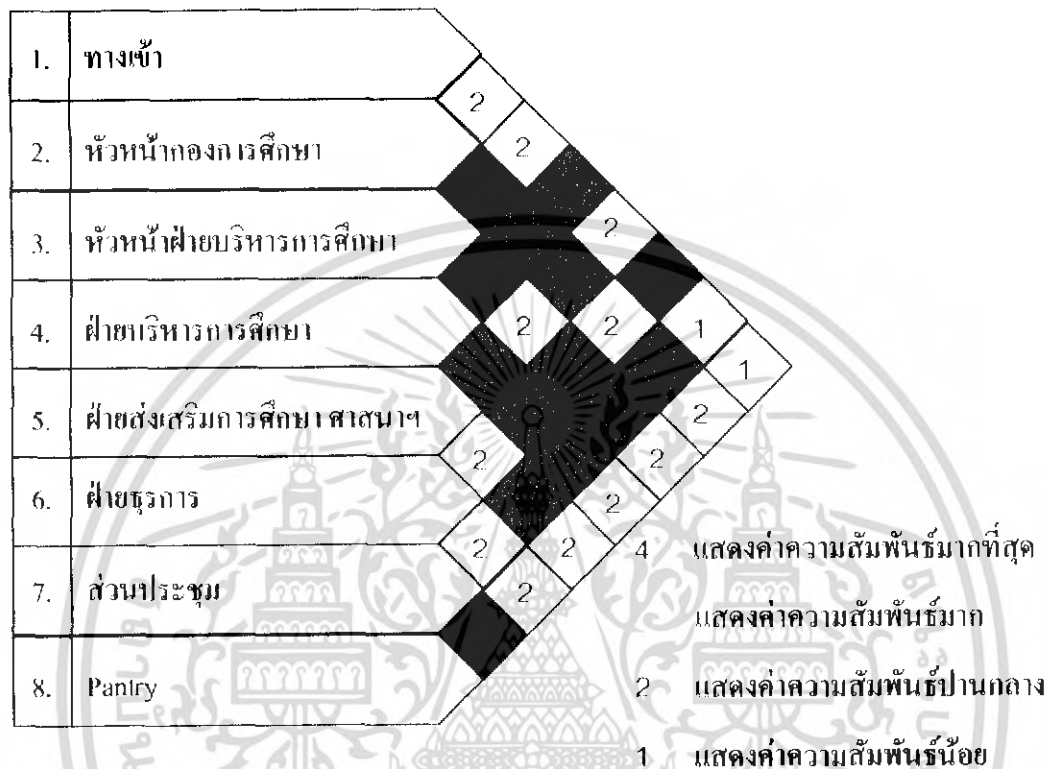 1. ทางเข้า
2. หัวหน้ากองการศึกษา
3. หัวหน้าฝ่ายบริหารการศึกษา
4. ฝ่ายบริหารการศึกษา
5. ฝ่ายส่งเสริมการศึกษา ศาสนาฯ
6. ฝ่ายธุรการ
7. ส่วนประชุม
8. Pantry
2
2
2
2 2 1
1
2
2 2
2
2 2
2
4 แสดงค่าความสัมพันธ์มากที่สุด
แสดงค่าความสัมพันธ์มาก
2 แสดงค่าความสัมพันธ์ปานกลาง
1 แสดงค่าความสัมพันธ์น้อย